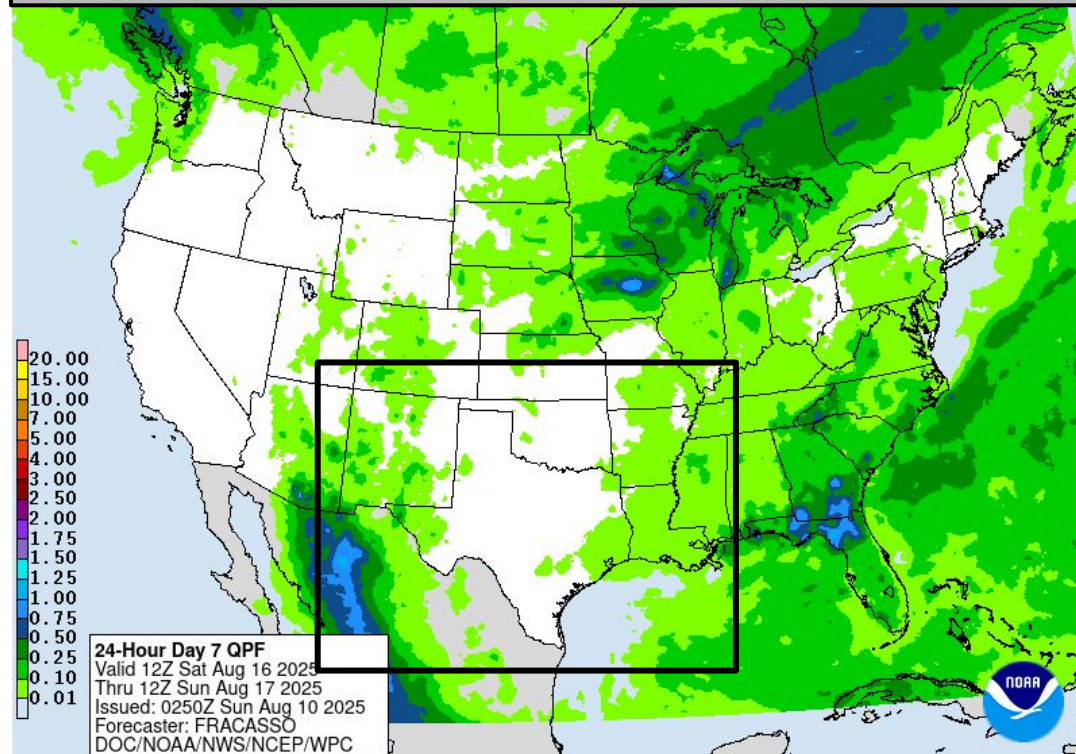 20.00
15.00
10.00
7.00
5.00
4.00
3.00
2.50
2.00
1.75
1.50
1.25
1.00
0.75
0.50
0.25
0.10
0.01
24-Hour Day 7 QPF
Valid 12Z Sat Aug 16 2025
Thru 12Z Sun Aug 17 2025
Issued: 0250Z Sun Aug 10 2025
Forecaster: FRACASSO
DOC/NOAA/NWS/NCEP/WPC
NOAA